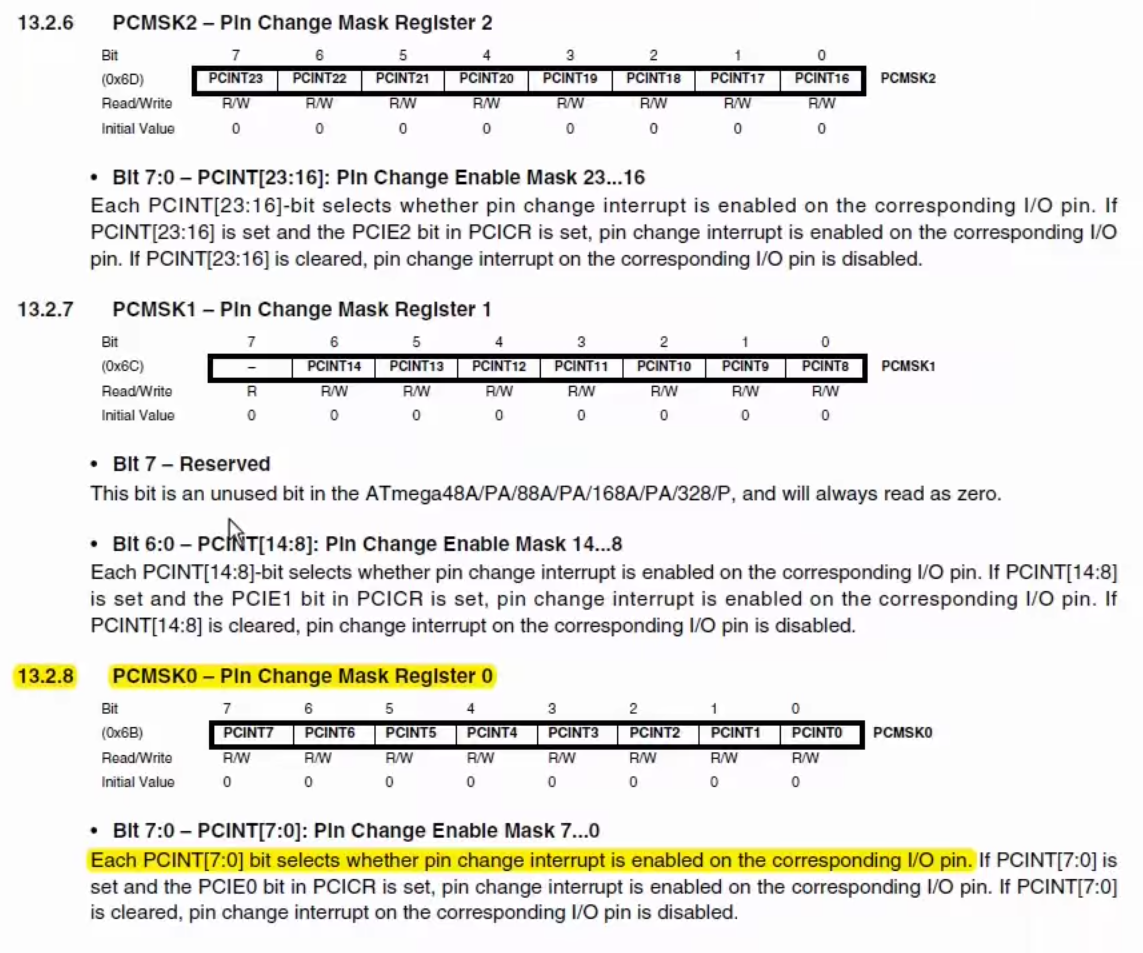 13.2.6 PCMSK2 – Pin Change Mask Register 2
Bit 7 6 5 4 3 2 1 0
(0x6D) PCINT23 PCINT22 PCINT21 PCINT20 PCINT19 PCINT18 PCINT17 PCINT16 PCMSK2
Read/Write R/W R/W R/W R/W R/W R/W R/W R/W
Initial Value 0 0 0 0 0 0 0 0
• Bit 7:0 – PCINT[23:16]: Pin Change Enable Mask 23...16
Each PCINT[23:16]-bit selects whether pin change interrupt is enabled on the corresponding I/O pin. If
PCINT[23:16] is set and the PCIE2 bit in PCICR is set, pin change interrupt is enabled on the corresponding I/O
pin. If PCINT[23:16] is cleared, pin change interrupt on the corresponding I/O pin is disabled.
13.2.7 PCMSK1 – Pin Change Mask Register 1
Bit 7 6 5 4 3 2 1 0
(0x6C) – PCINT14 PCINT13 PCINT12 PCINT11 PCINT10 PCINT9 PCINT8 PCMSK1
Read/Write R R/W R/W R/W R/W R/W R/W R/W
Initial Value 0 0 0 0 0 0 0 0
• Bit 7 – Reserved
This bit is an unused bit in the ATmega48A/PA/88A/PA/168A/PA/328/P, and will always read as zero.
• Bit 6:0 – PCINT[14:8]: Pin Change Enable Mask 14...8
Each PCINT[14:8]-bit selects whether pin change interrupt is enabled on the corresponding I/O pin. If PCINT[14:8]
is set and the PCIE1 bit in PCICR is set, pin change interrupt is enabled on the corresponding I/O pin. If
PCINT[14:8] is cleared, pin change interrupt on the corresponding I/O pin is disabled.
13.2.8 PCMSK0 – Pin Change Mask Register 0
Bit 7 6 5 4 3 2 1 0
(0x6B) PCINT7 PCINT6 PCINT5 PCINT4 PCINT3 PCINT2 PCINT1 PCINT0 PCMSK0
Read/Write R/W R/W R/W R/W R/W R/W R/W R/W
Initial Value 0 0 0 0 0 0 0 0
• Bit 7:0 – PCINT[7:0]: Pin Change Enable Mask 7...0
Each PCINT[7:0] bit selects whether pin change interrupt is enabled on the corresponding I/O pin. If PCINT[7:0] is
set and the PCIE0 bit in PCICR is set, pin change interrupt is enabled on the corresponding I/O pin. If PCINT[7:0]
is cleared, pin change interrupt on the corresponding I/O pin is disabled.